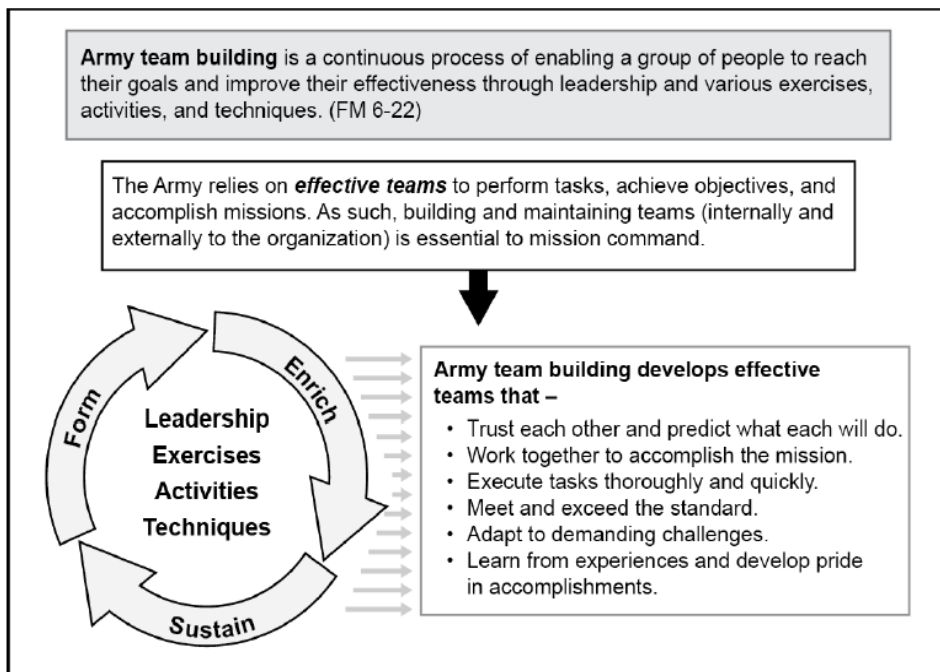 Army team building is a continuous process of enabling a group of people to reach
their goals and improve their effectiveness through leadership and various exercises,
activities, and techniques. (FM 6-22)
The Army relies on effective teams to perform tasks, achieve objectives, and
accomplish missions. As such, building and maintaining teams (internally and
externally to the organization) is essential to mission command.
Form
Enrich
Sustain
Leadership
Exercises
Activities
Techniques
Army team building develops effective
teams that –
• Trust each other and predict what each will do.
• Work together to accomplish the mission.
• Execute tasks thoroughly and quickly.
• Meet and exceed the standard.
• Adapt to demanding challenges.
• Learn from experiences and develop pride
in accomplishments.